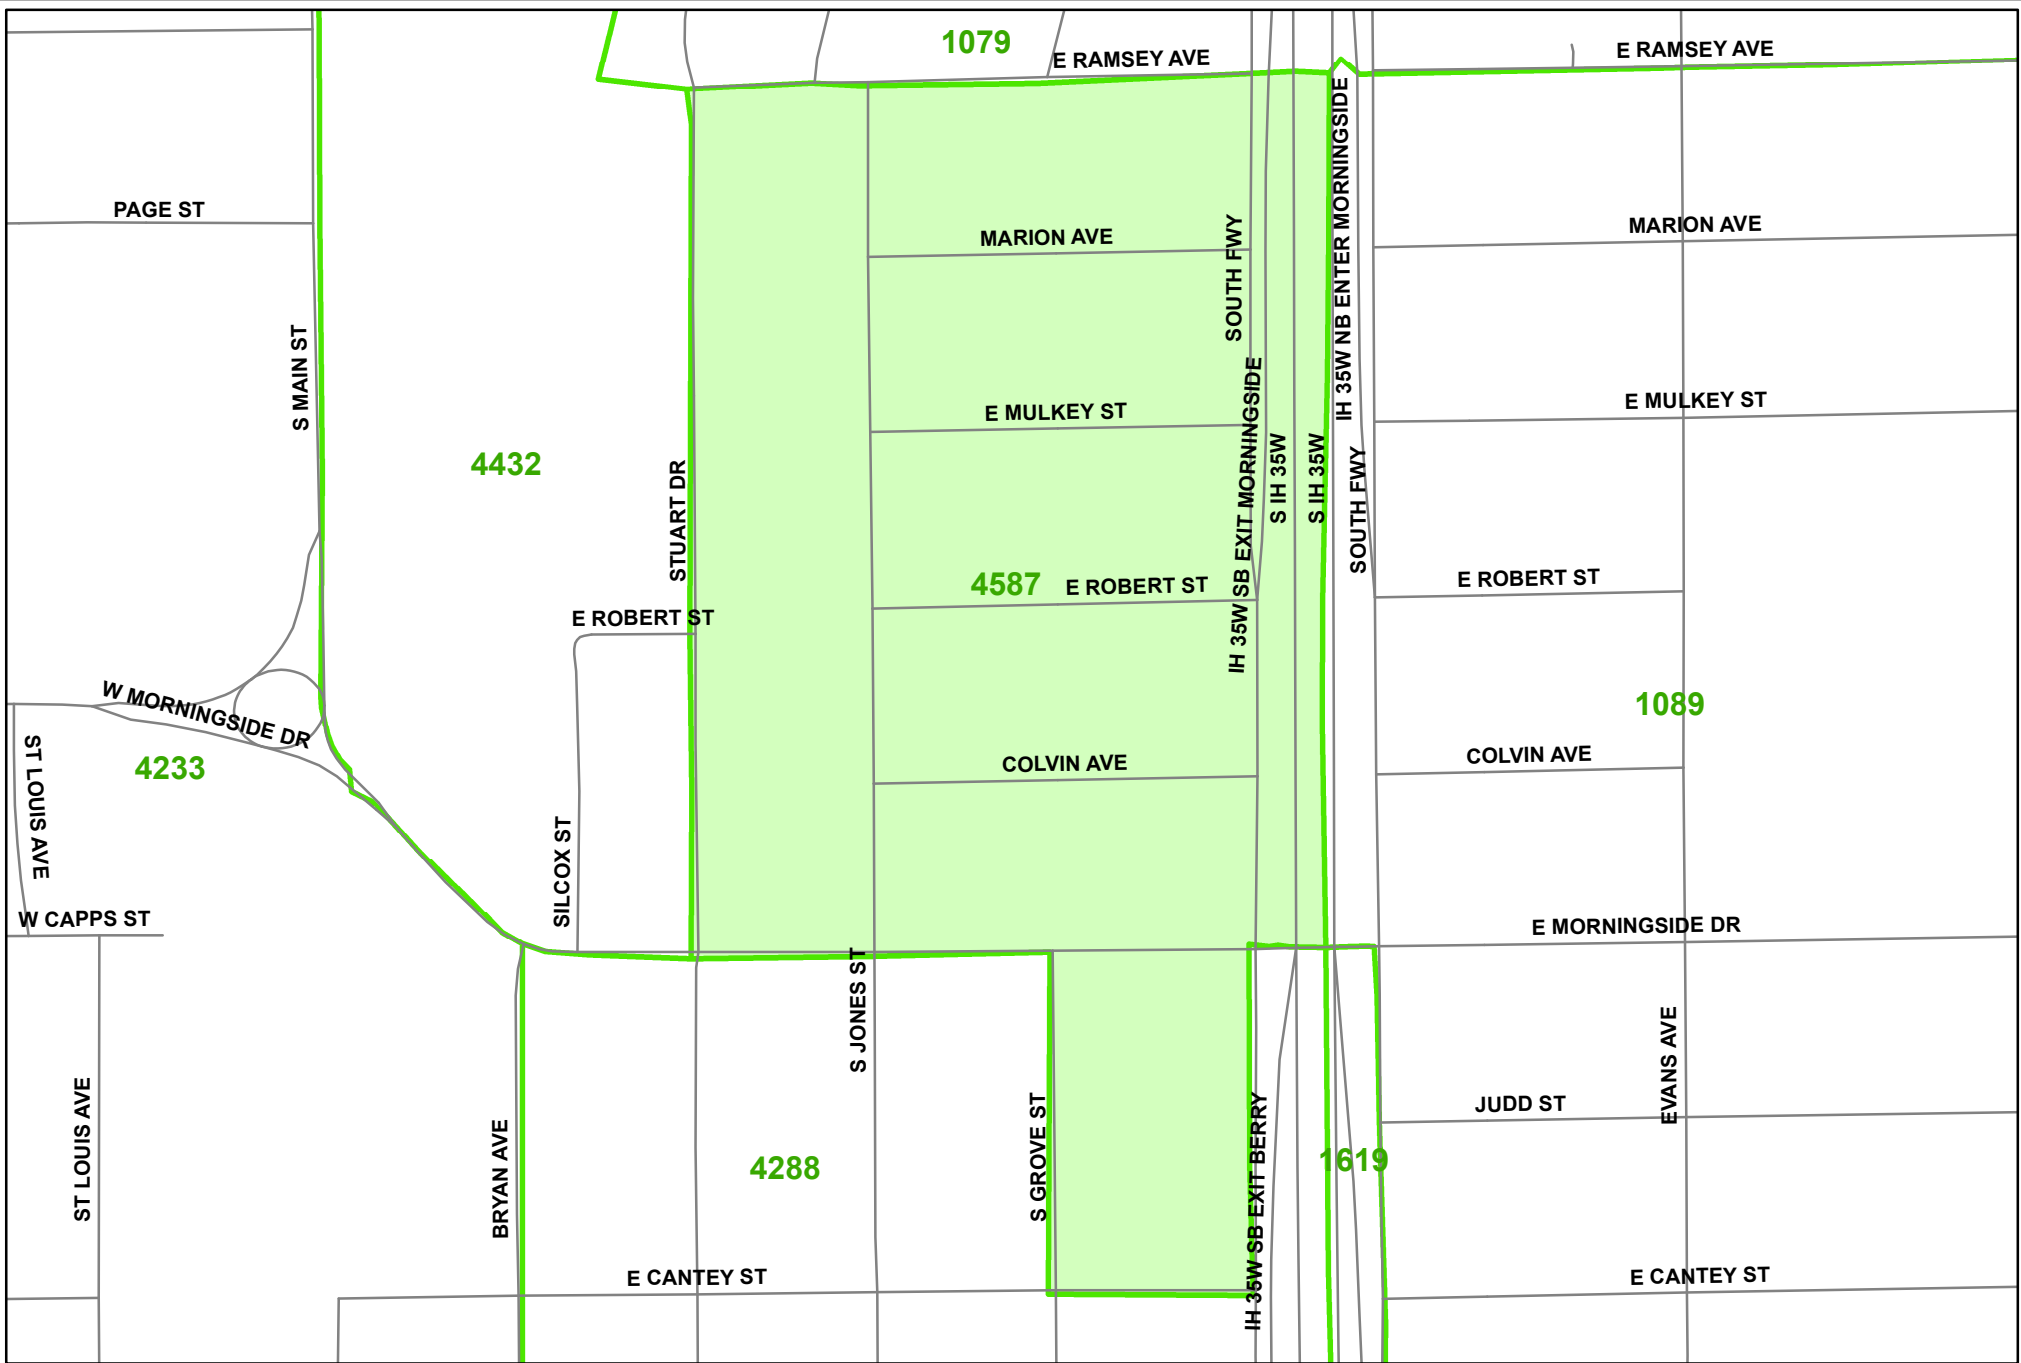 1079
E RAMSEY AVE
E RAMSEY AVE
PAGE ST
MARION AVE
SOUTH FWY
IH 35W NB ENTER MORNINGSIDE
MARION AVE
S MAIN ST
E MULKEY ST
E MULKEY ST
4432
STUART DR
IH 35W SB EXIT MORNINGSIDE
S IH 35W
S IH 35W
SOUTH FWY
4587
E ROBERT ST
E ROBERT ST
E ROBERT ST
W MORNINGSIDE DR
1089
4233
ST LOUIS AVE
COLVIN AVE
COLVIN AVE
SILCOX ST
W CAPPS ST
E MORNINGSIDE DR
S JONES ST
EVANS AVE
ST LOUIS AVE
BRYAN AVE
4288
S GROVE ST
IH 35W SB EXIT BERRY
1619
JUDD ST
E CANTEY ST
E CANTEY ST